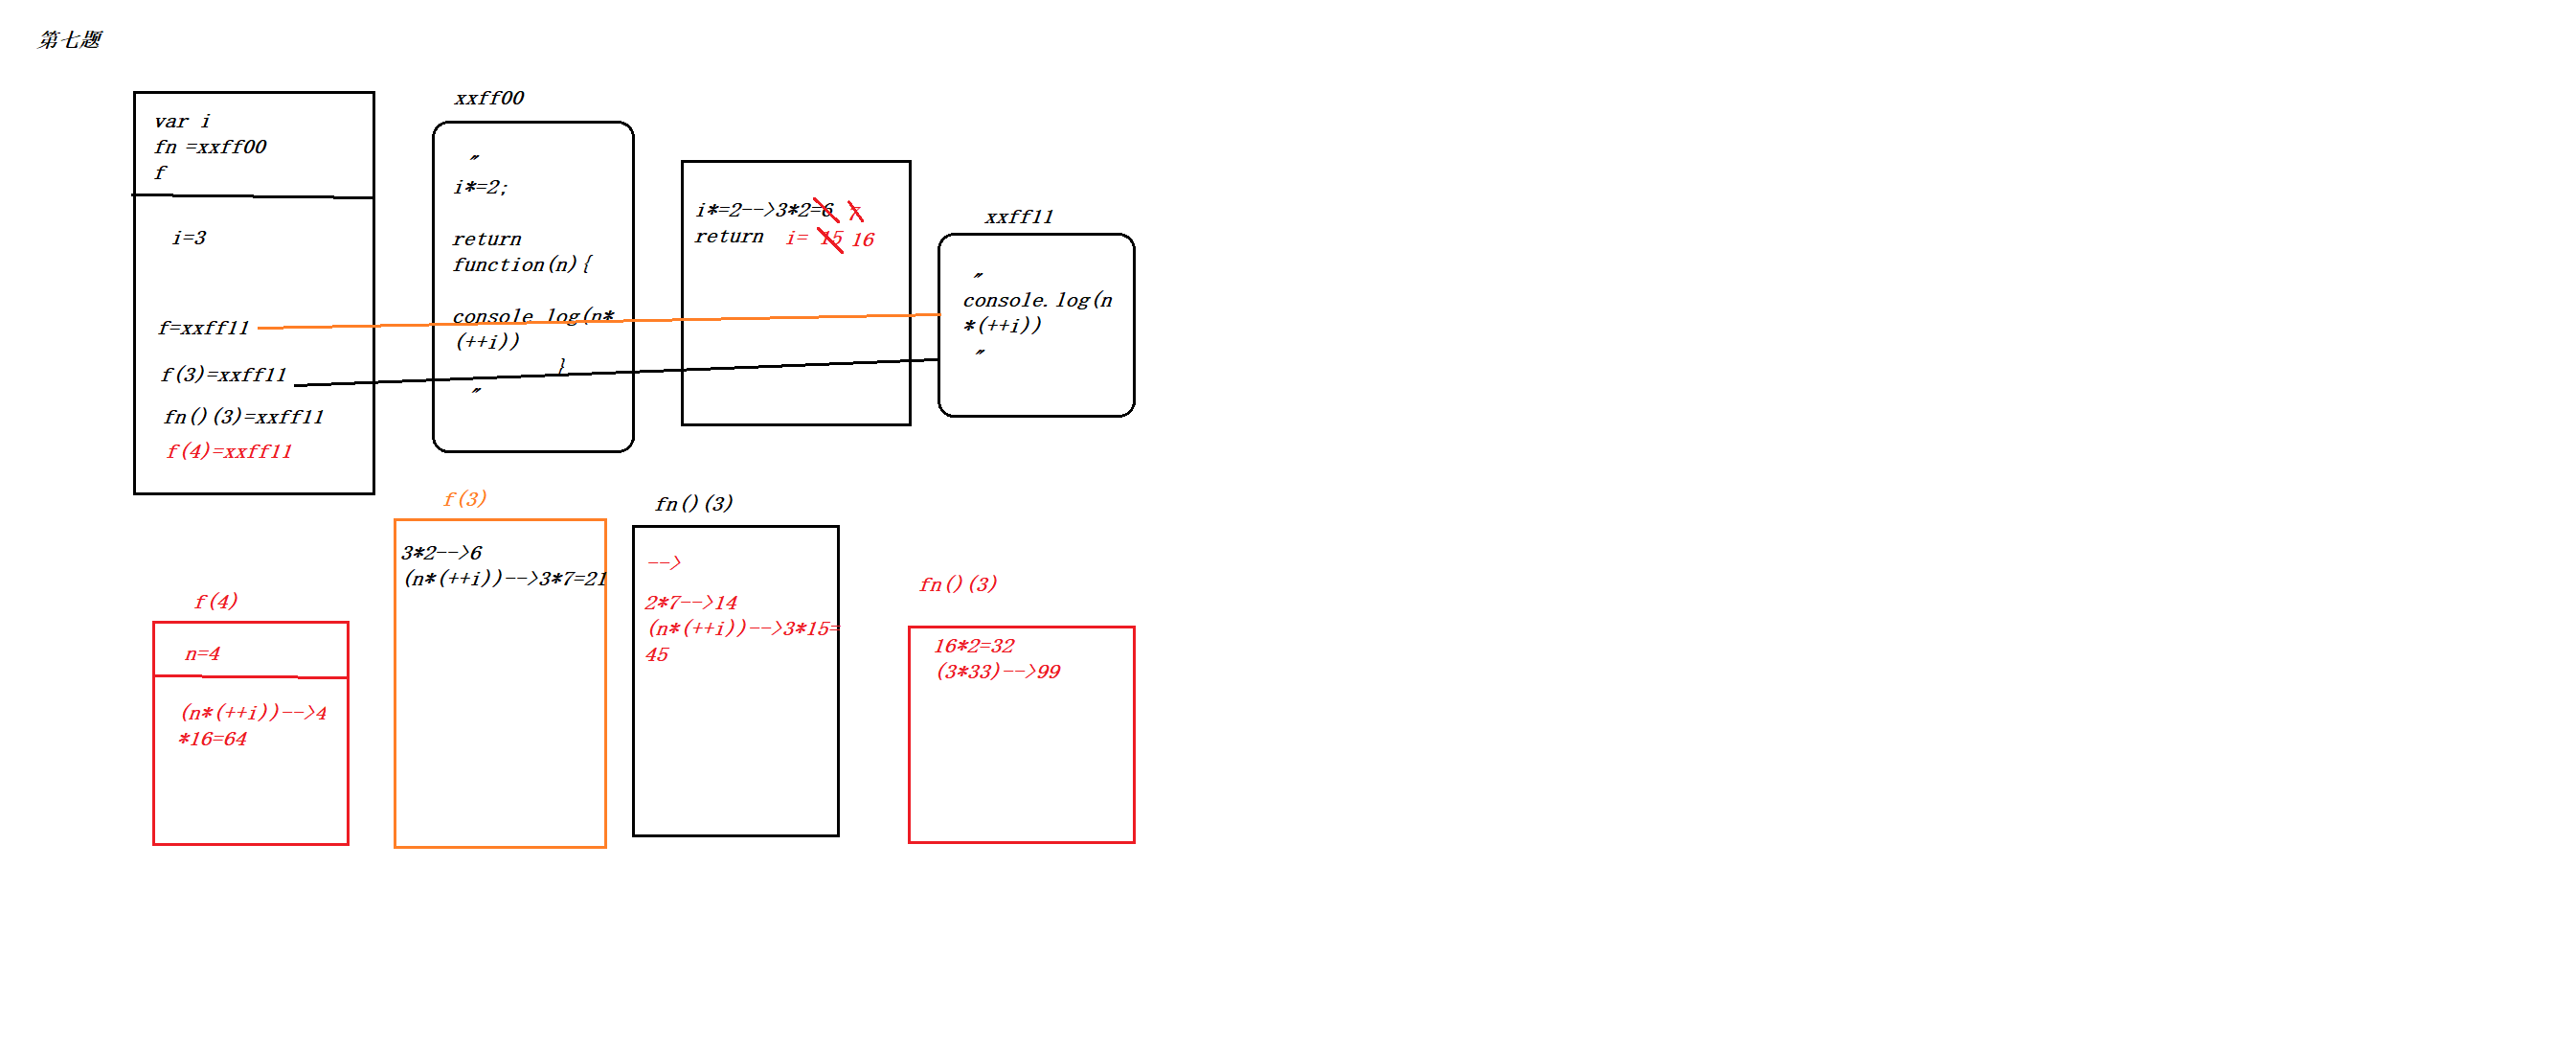 第七题
var i
fn =xxff00
f
i=3
f=xxff11
f(3)=xxff11
fn()(3)=xxff11
f(4)=xxff11
xxff00
"
i*=2;
return
function(n){
console.log(n*
(++i))
}
"
i*=2-->3*2=6 7
return i= 15 16
xxff11
"
console.log(n
*(++i))
"
f(4)
n=4
(n*(++i))-->4
*16=64
f(3)
3*2-->6
(n*(++i))-->3*7=21
fn()(3)
-->
2*7-->14
(n*(++i))-->3*15=
45
fn()(3)
16*2=32
(3*33)-->99